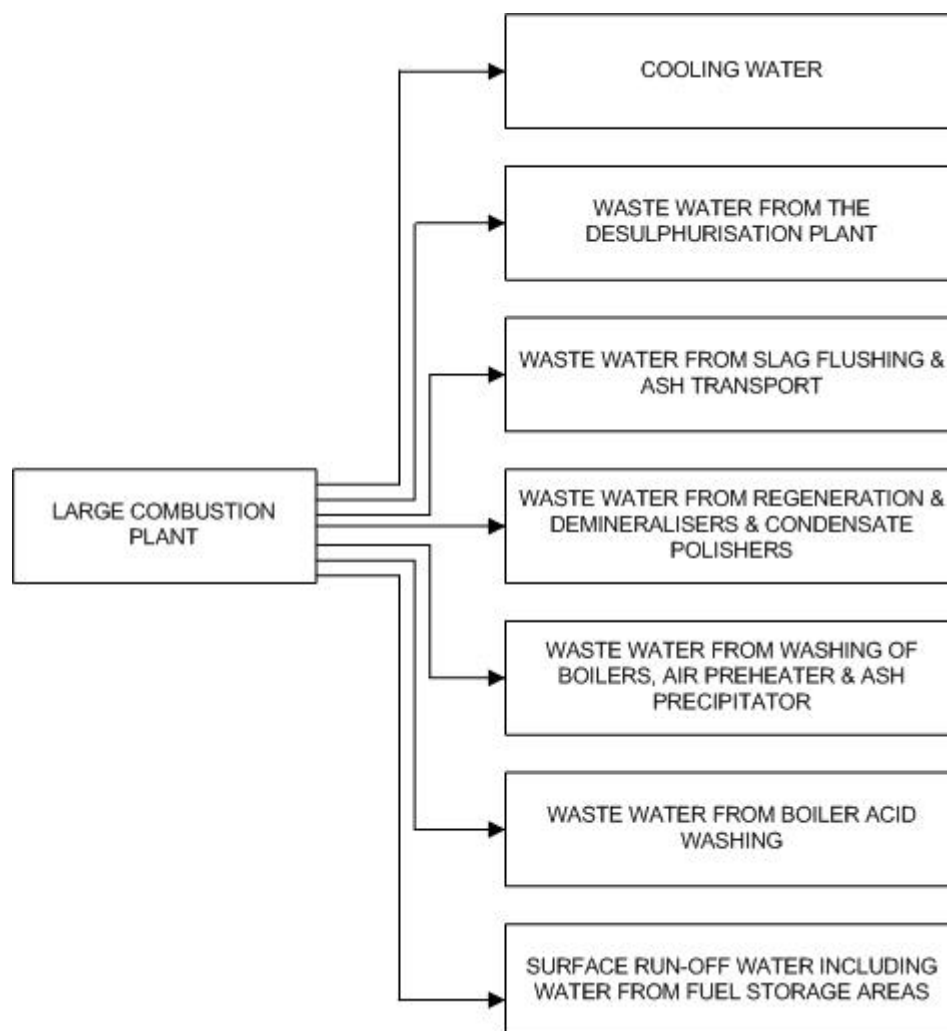 COOLING WATER
WASTE WATER FROM THE
DESULPHURISATION PLANT
WASTE WATER FROM SLAG FLUSHING &
ASH TRANSPORT
LARGE COMBUSTION
PLANT
WASTE WATER FROM REGENERATION &
DEMINERALISERS & CONDENSATE
POLISHERS
WASTE WATER FROM WASHING OF
BOILERS, AIR PREHEATER & ASH
PRECIPITATOR
WASTE WATER FROM BOILER ACID
WASHING
SURFACE RUN-OFF WATER INCLUDING
WATER FROM FUEL STORAGE AREAS